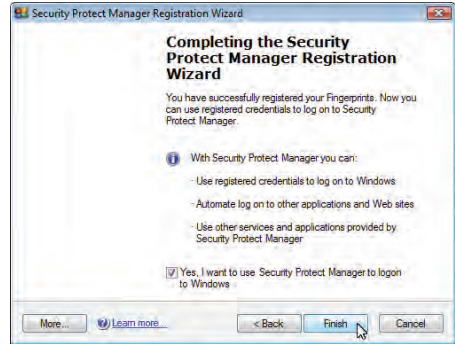 Security Protect Manager Registration Wizard
Completing the Security
Protect Manager Registration
Wizard
You have successfully registered your Fingerprints. Now you
can use registered credentials to log on to Security
Protect Manager.
With Security Protect Manager you can:
- Use registered credentials to log on to Windows
- Automate log on to other applications and Web sites
- Use other services and applications provided by
Security Protect Manager
Yes, I want to use Security Protect Manager to logon
to Windows
More... Learn more... < Back Finish Cancel